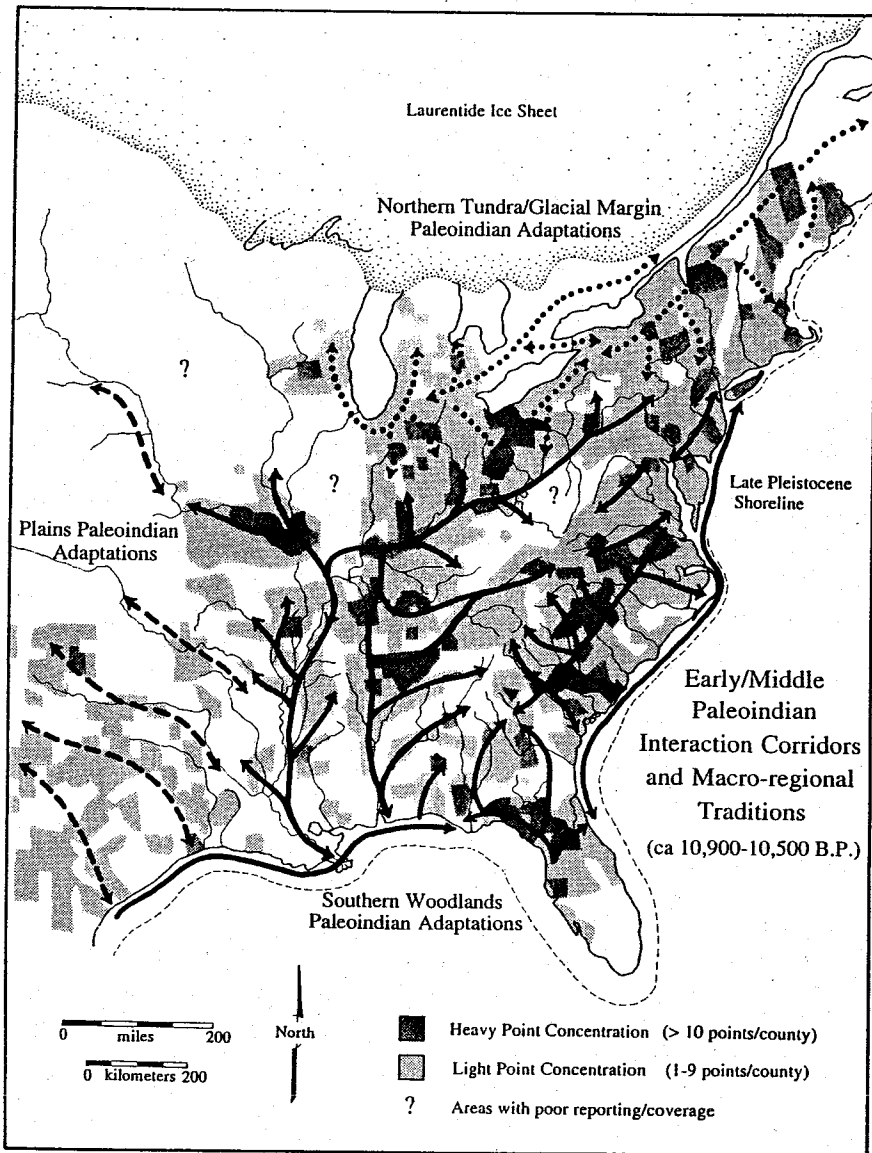 Laurentide Ice Sheet
Northern Tundra/Glacial Margin
Paleoindian Adaptations
?
?
?
Late Pleistocene
Shoreline
Plains Paleoindian
Adaptations
Early/Middle
Paleoindian
Interaction Corridors
and Macro-regional
Traditions
(ca 10,900-10,500 B.P.)
Southern Woodlands
Paleoindian Adaptations
0 miles 200
0 kilometers 200
North
Heavy Point Concentration (> 10 points/county)
Light Point Concentration (1-9 points/county)
? Areas with poor reporting/coverage